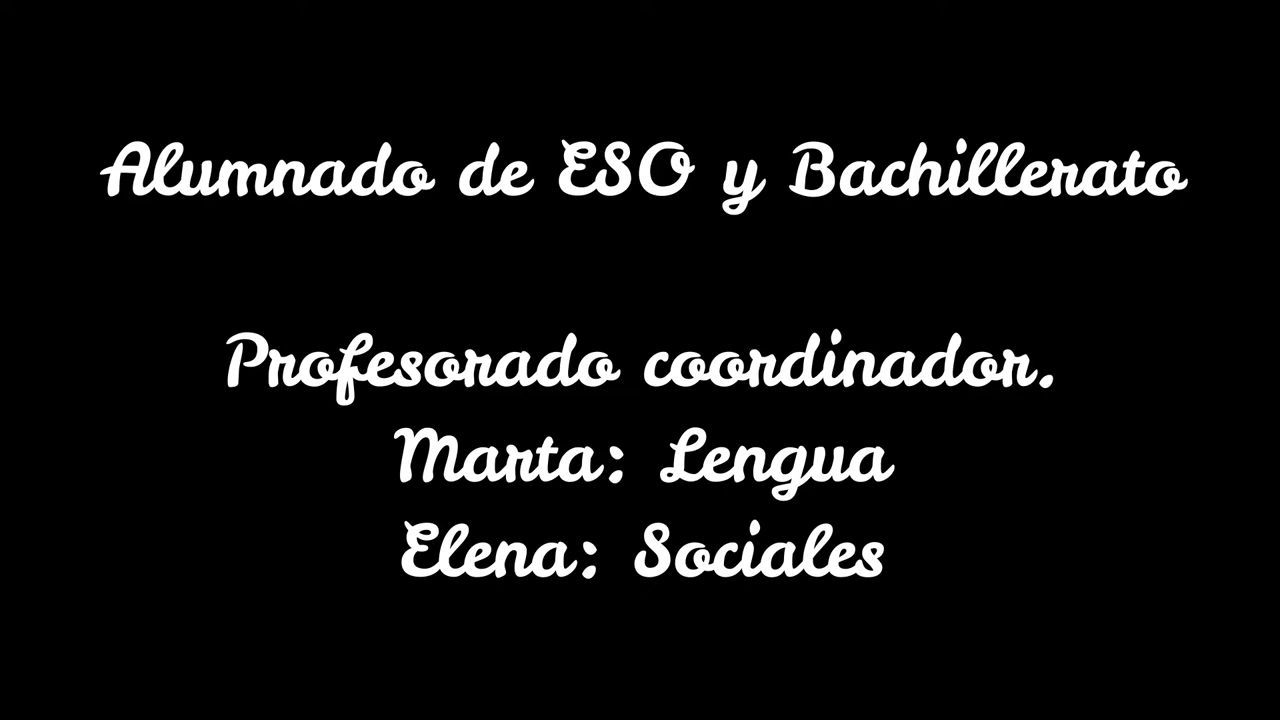 Alumnado de ESO y Bachillerato
Profesorado coordinador.
Marta: Lengua
Elena: Sociales